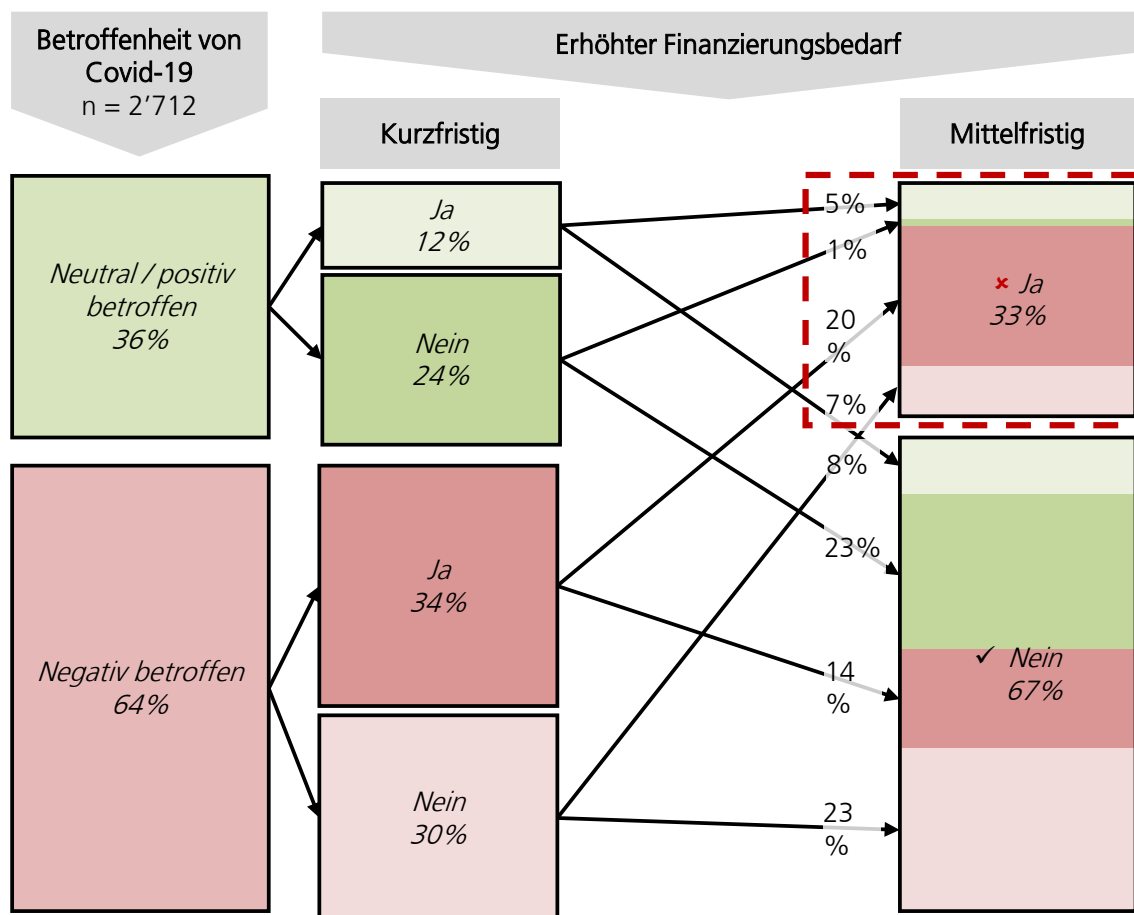 Betroffenheit von
Covid-19
n = 2’712
Erhöhter Finanzierungsbedarf
Kurzfristig
Mittelfristig
Neutral / positiv
betroffen
36%
Ja
12%
Nein
24%
Negativ betroffen
64%
Ja
34%
Nein
30%
5%
1%
20
%
7%
8%
23%
14
%
23
%
✘ Ja
33%
✓ Nein
67%